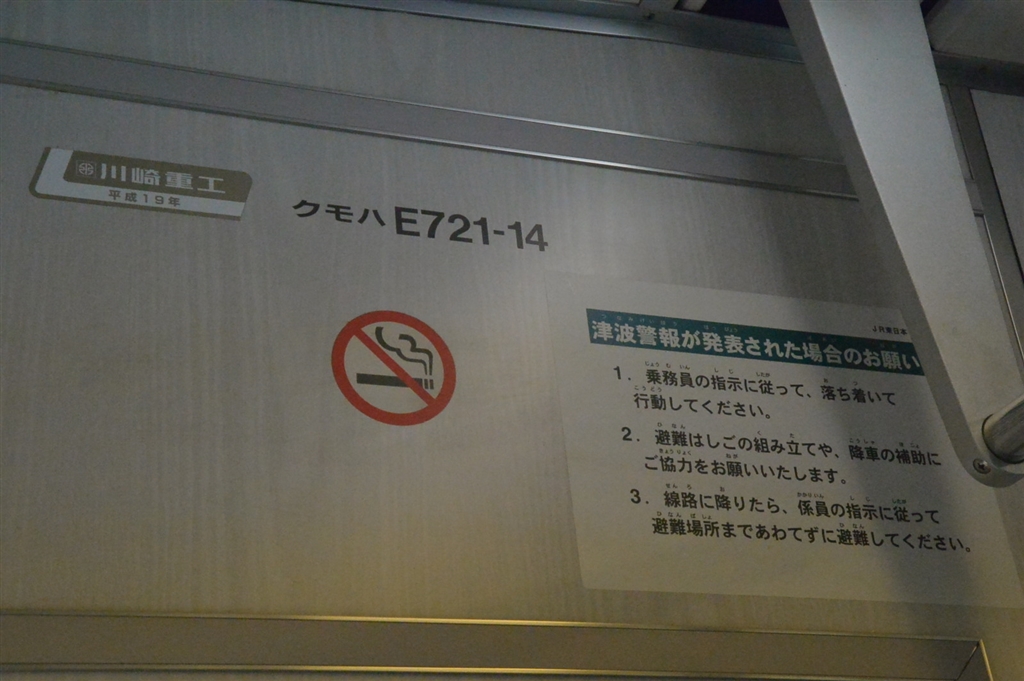 川崎重工
平成19年
クモハE721-14
JR東日本
津波警報が発表された場合のお願い
1. 乗務員の指示に従って、落ち着いて
行動してください。
2. 避難はしごの組み立てや、降車の補助に
ご協力をお願いいたします。
3. 線路に降りたら、係員の指示に従って
避難場所まであわてずに避難してください。